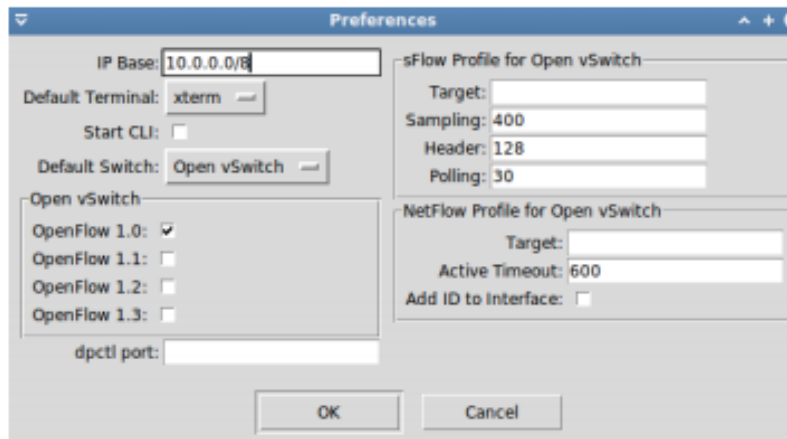 Preferences
IP Base: 10.0.0.0/8
Default Terminal: xterm
Start CLI:
Default Switch: Open vSwitch
Open vSwitch
OpenFlow 1.0:
OpenFlow 1.1:
OpenFlow 1.2:
OpenFlow 1.3:
dpctl port:
sFlow Profile for Open vSwitch
Target:
Sampling: 400
Header: 128
Polling: 30
NetFlow Profile for Open vSwitch
Target:
Active Timeout: 600
Add ID to Interface:
OK
Cancel